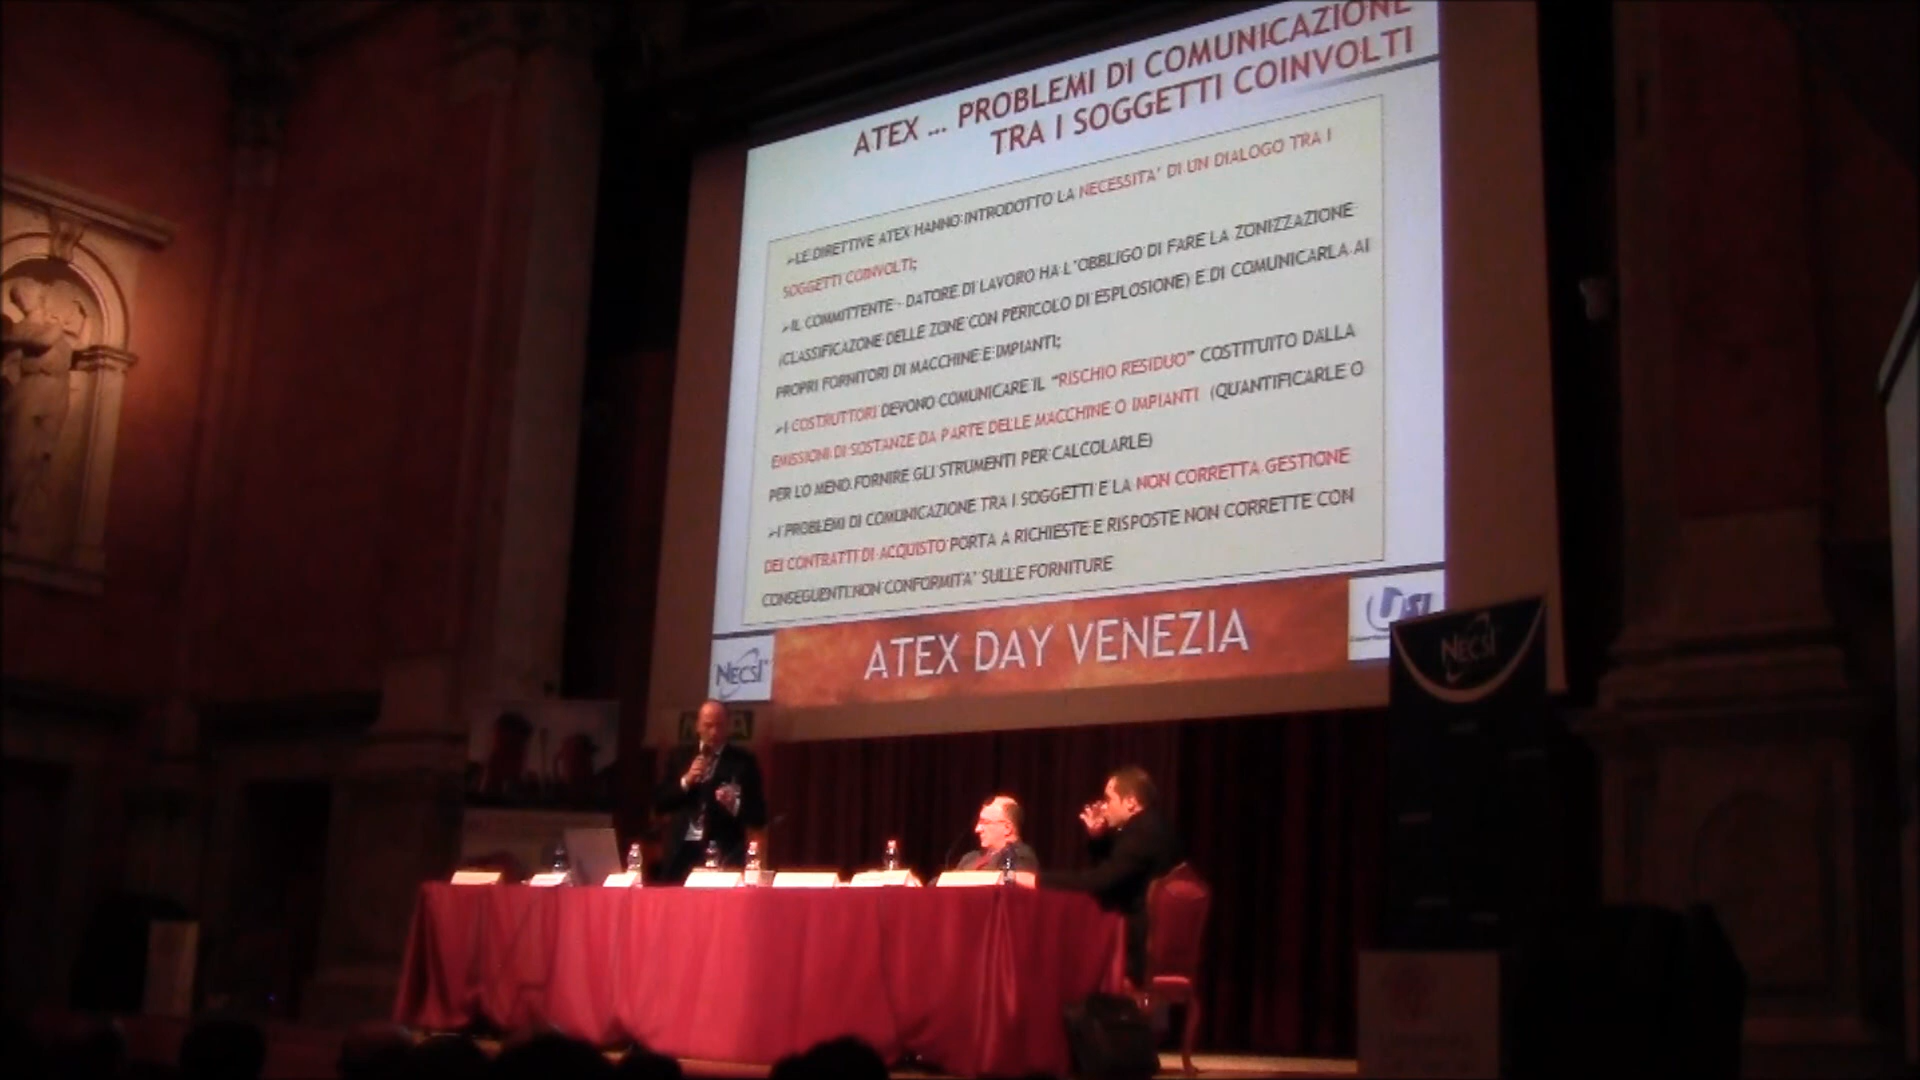 ATEX ... PROBLEMI DI COMUNICAZIONE
TRA I SOGGETTI COINVOLTI
➢LE DIRETTIVE ATEX HANNO INTRODOTTO LA NECESSITA' DI UN DIALOGO TRA I
SOGGETTI COINVOLTI;
➢IL COMMITTENTE - DATORE DI LAVORO HA L'OBBLIGO DI FARE LA ZONIZZAZIONE
(CLASSIFICAZONE DELLE ZONE CON PERICOLO DI ESPLOSIONE) E DI COMUNICARLA AI
PROPRI FORNITORI DI MACCHINE E IMPIANTI;
➢I COSTRUTTORI DEVONO COMUNICARE IL "RISCHIO RESIDUO" COSTITUITO DALLA
EMISSIONI DI SOSTANZE DA PARTE DELLE MACCHINE O IMPIANTI (QUANTIFICARLE O
PER LO MENO FORNIRE GLI STRUMENTI PER CALCOLARLE)
➢I PROBLEMI DI COMUNICAZIONE TRA I SOGGETTI E LA NON CORRETTA GESTIONE
DEI CONTRATTI DI ACQUISTO PORTA A RICHIESTE E RISPOSTE NON CORRETTE CON
CONSEGUENTI NON CONFORMITA' SULLE FORNITURE
NECSI
ATEX DAY VENEZIA
NECSI